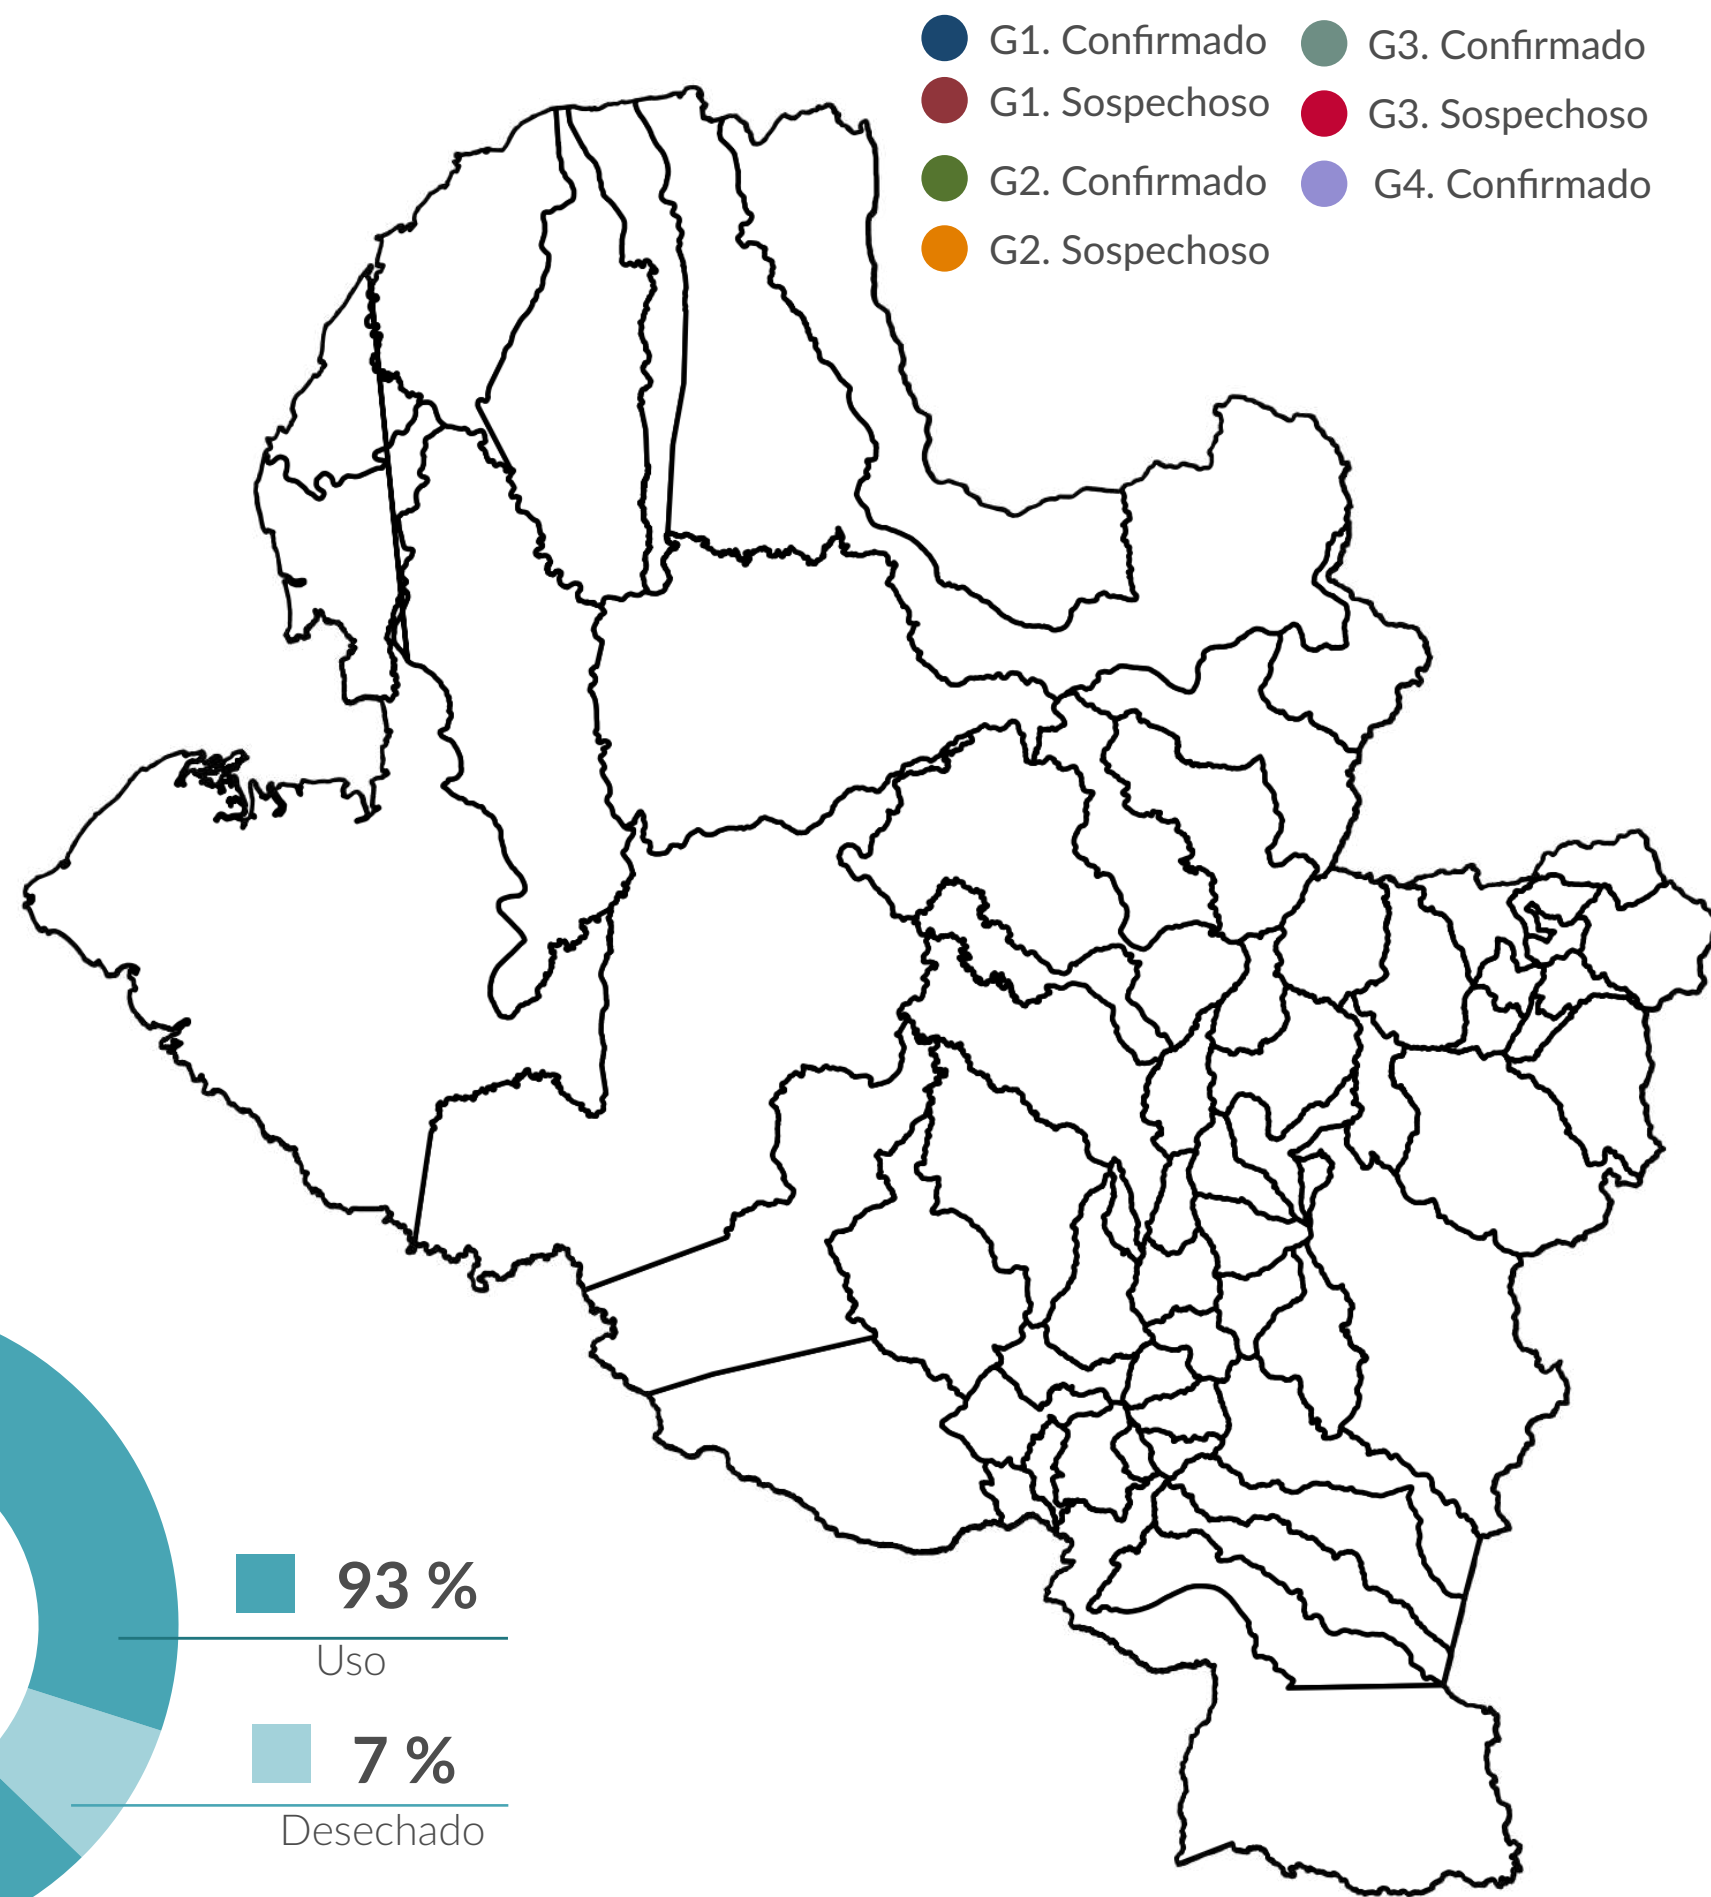 G1. Confirmado
G1. Sospechoso
G2. Confirmado
G2. Sospechoso
G3. Confirmado
G3. Sospechoso
G4. Confirmado
93 %
Uso
7 %
Desechado